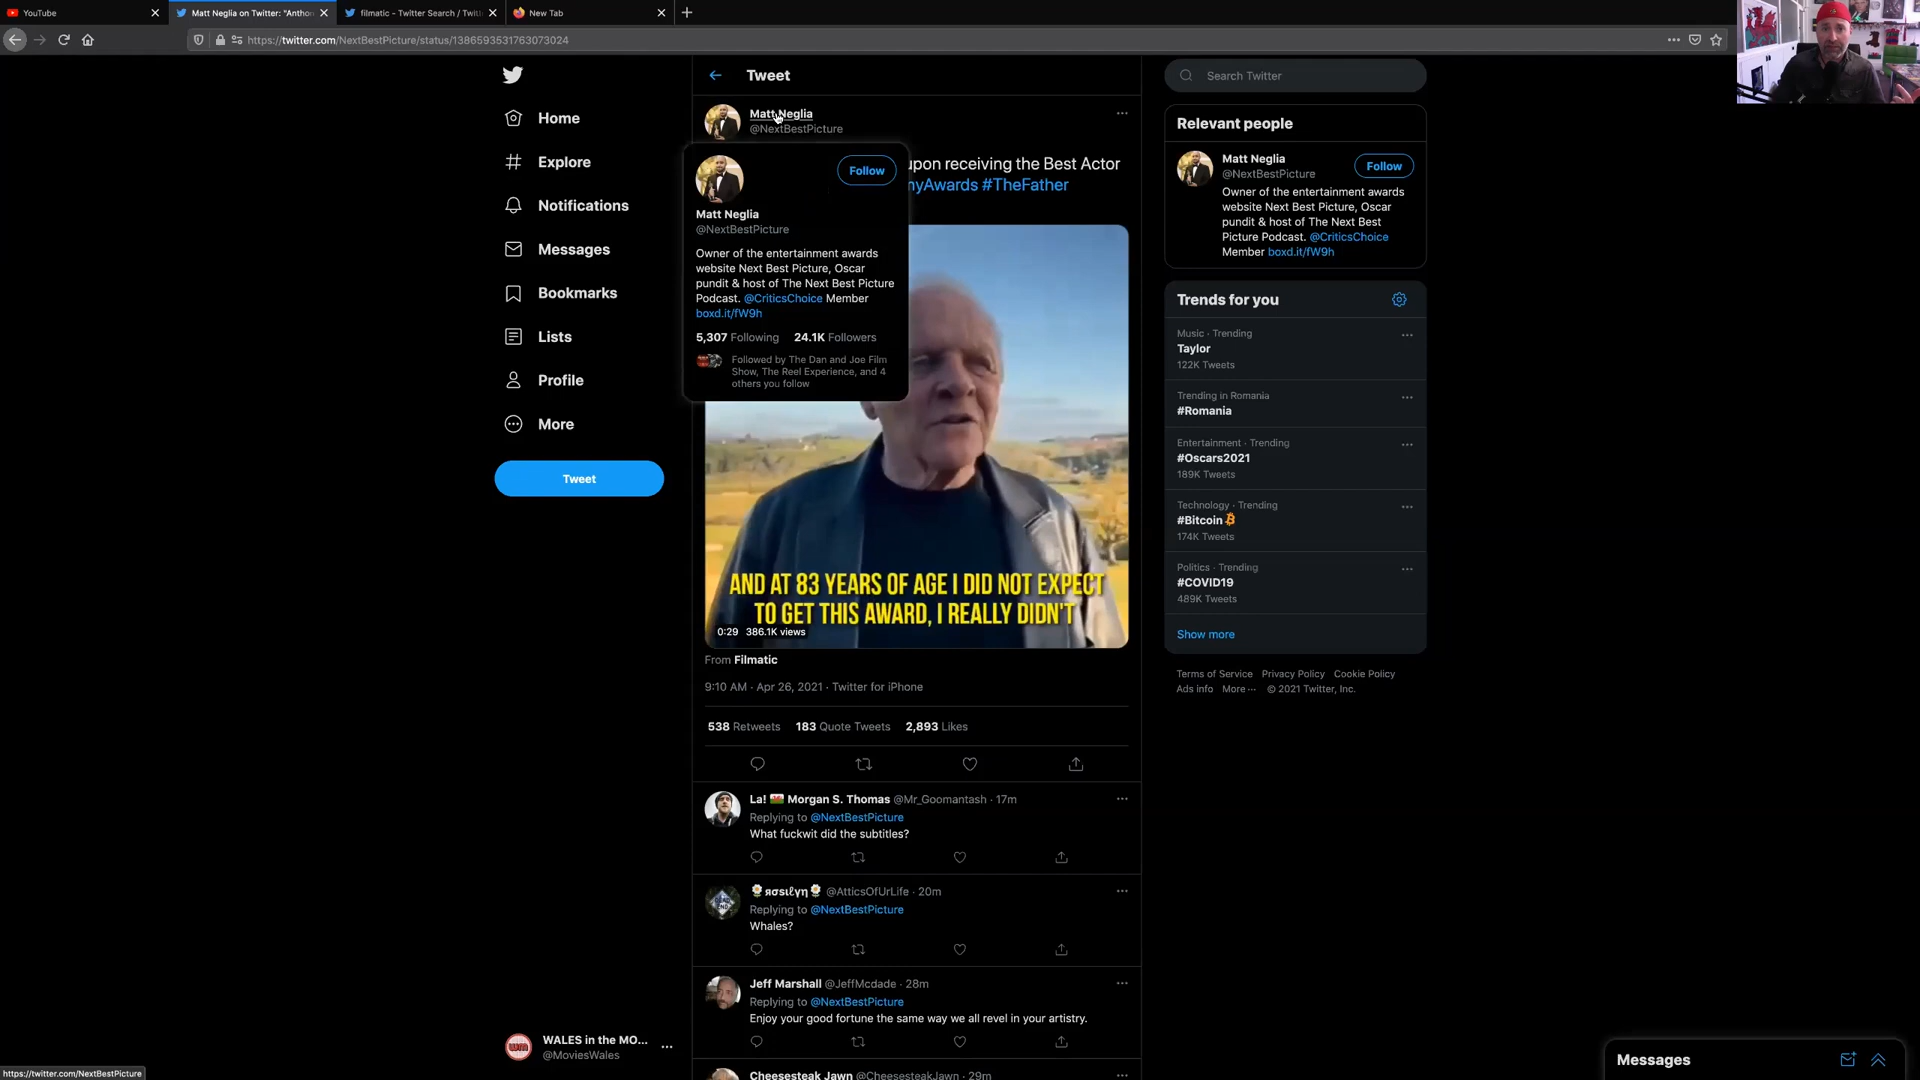 YouTube
Matt Neglia on Twitter: "Antho
filmatic - Twitter Search / Twit
New Tab
https://twitter.com/NextBestPicture/status/1386593531763073024
Home
Explore
Notifications
Messages
Bookmarks
Lists
Profile
More
Tweet
WALES in the MO...
@MoviesWales
https://twitter.com/NextBestPicture
Tweet
Matt Neglia
@NextBestPicture
upon receiving the Best Actor
nyAwards #TheFather
Follow
Matt Neglia
@NextBestPicture
Owner of the entertainment awards
website Next Best Picture, Oscar
pundit & host of The Next Best Picture
Podcast. @CriticsChoice Member
boxd.it/fW9h
5,307 Following 24.1K Followers
Followed by The Dan and Joe Film
Show, The Reel Experience, and 4
others you follow
AND AT 83 YEARS OF AGE I DID NOT EXPECT
TO GET THIS AWARD, I REALLY DIDN'T
0:29 386.1K views
From Filmatic
9:10 AM · Apr 26, 2021 · Twitter for iPhone
538 Retweets 183 Quote Tweets 2,893 Likes
La! 🏴󠁧󠁢󠁷󠁬󠁳󠁿 Morgan S. Thomas @Mr_Goomantash · 17m
Replying to @NextBestPicture
What fuckwit did the subtitles?
🌼яσѕιℓүη🌼 @AtticsOfUrLife · 20m
Replying to @NextBestPicture
Whales?
Jeff Marshall @JeffMcdade · 28m
Replying to @NextBestPicture
Enjoy your good fortune the same way we all revel in your artistry.
Cheesesteak Jawn @CheesesteakJawn · 29m
Search Twitter
Relevant people
Matt Neglia
@NextBestPicture
Follow
Owner of the entertainment awards
website Next Best Picture, Oscar
pundit & host of The Next Best
Picture Podcast. @CriticsChoice
Member boxd.it/fW9h
Trends for you
Music · Trending
Taylor
122K Tweets
Trending in Romania
#Romania
Entertainment · Trending
#Oscars2021
189K Tweets
Technology · Trending
#Bitcoin
174K Tweets
Politics · Trending
#COVID19
489K Tweets
Show more
Terms of Service Privacy Policy Cookie Policy
Ads info More ··· © 2021 Twitter, Inc.
Messages